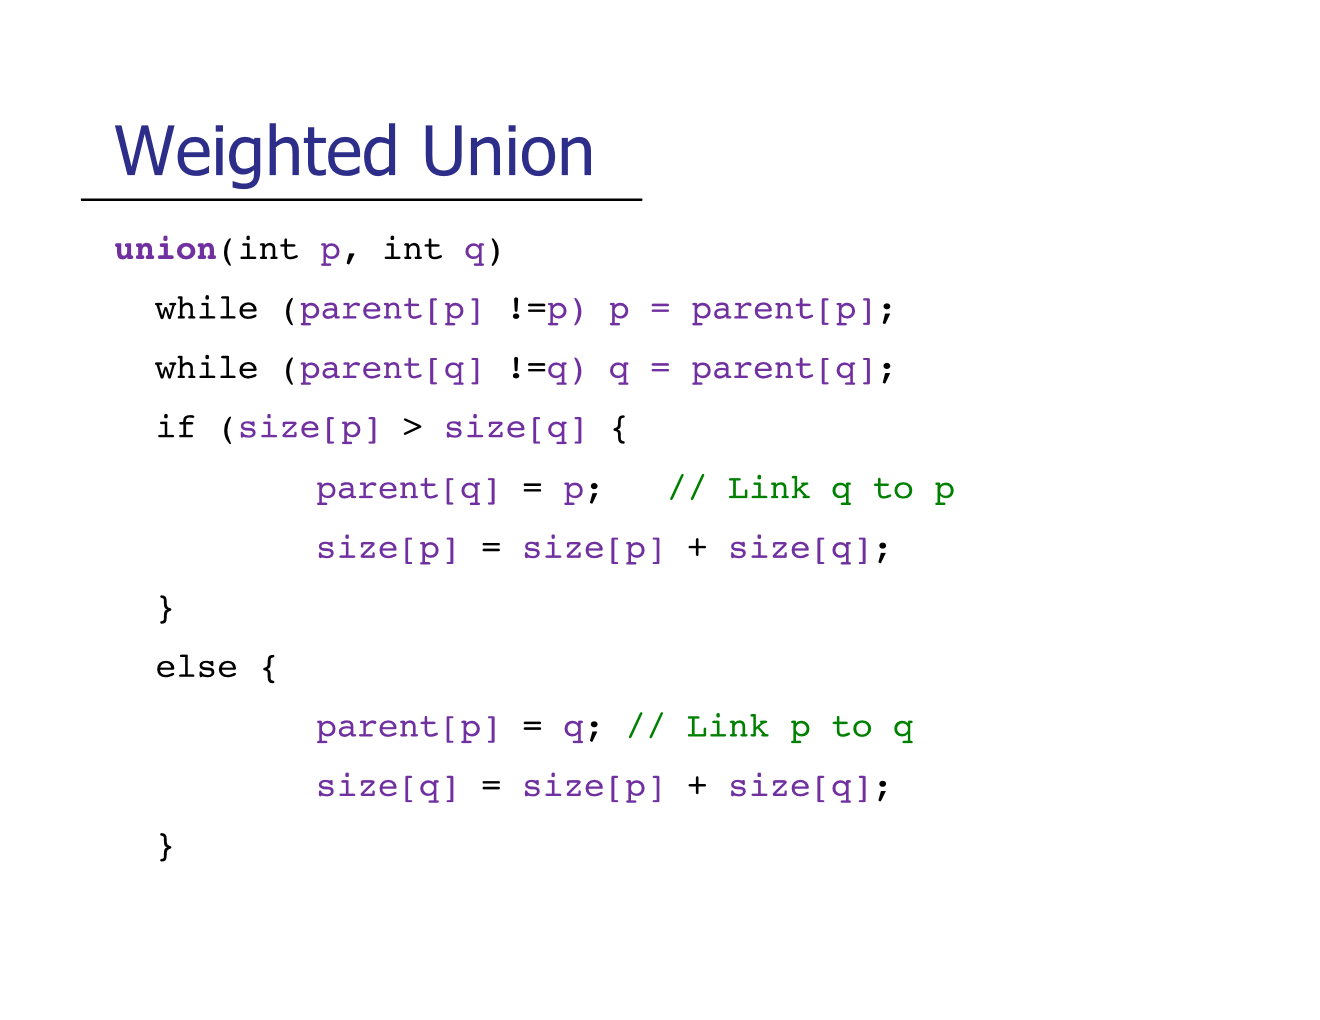 Weighted Union
union(int p, int q)
while (parent[p] !=p) p = parent[p];
while (parent[q] !=q) q = parent[q];
if (size[p] > size[q] {
parent[q] = p; // Link q to p
size[p] = size[p] + size[q];
}
else {
parent[p] = q; // Link p to q
size[q] = size[p] + size[q];
}